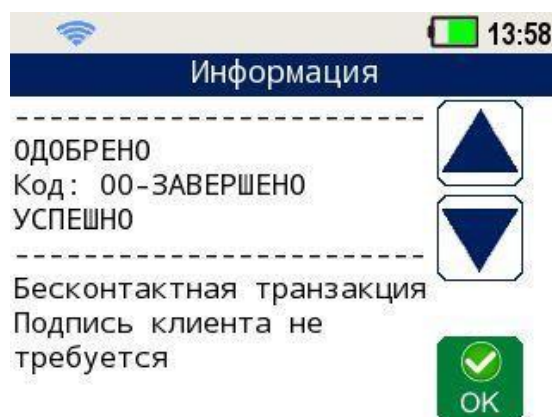 13:58
Информация
------------------------
ОДОБРЕНО
Код: 00-ЗАВЕРШЕНО
УСПЕШНО
------------------------
Бесконтактная транзакция
Подпись клиента не
требуется
OK